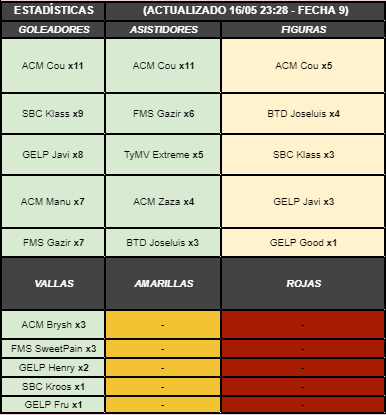 ESTADÍSTICAS (ACTUALIZADO 16/05 23:28 - FECHA 9)
GOLEADORES ASISTIDORES FIGURAS
ACM Cou x11 ACM Cou x11 ACM Cou x5
SBC Klass x9 FMS Gazir x6 BTD Joseluis x4
GELP Javi x8 TyMV Extreme x5 SBC Klass x3
ACM Manu x7 ACM Zaza x4 GELP Javi x3
FMS Gazir x7 BTD Joseluis x3 GELP Good x1
VALLAS AMARILLAS ROJAS
ACM Brysh x3 - -
FMS SweetPain x3 - -
GELP Henry x2 - -
SBC Kroos x1 - -
GELP Fru x1 - -